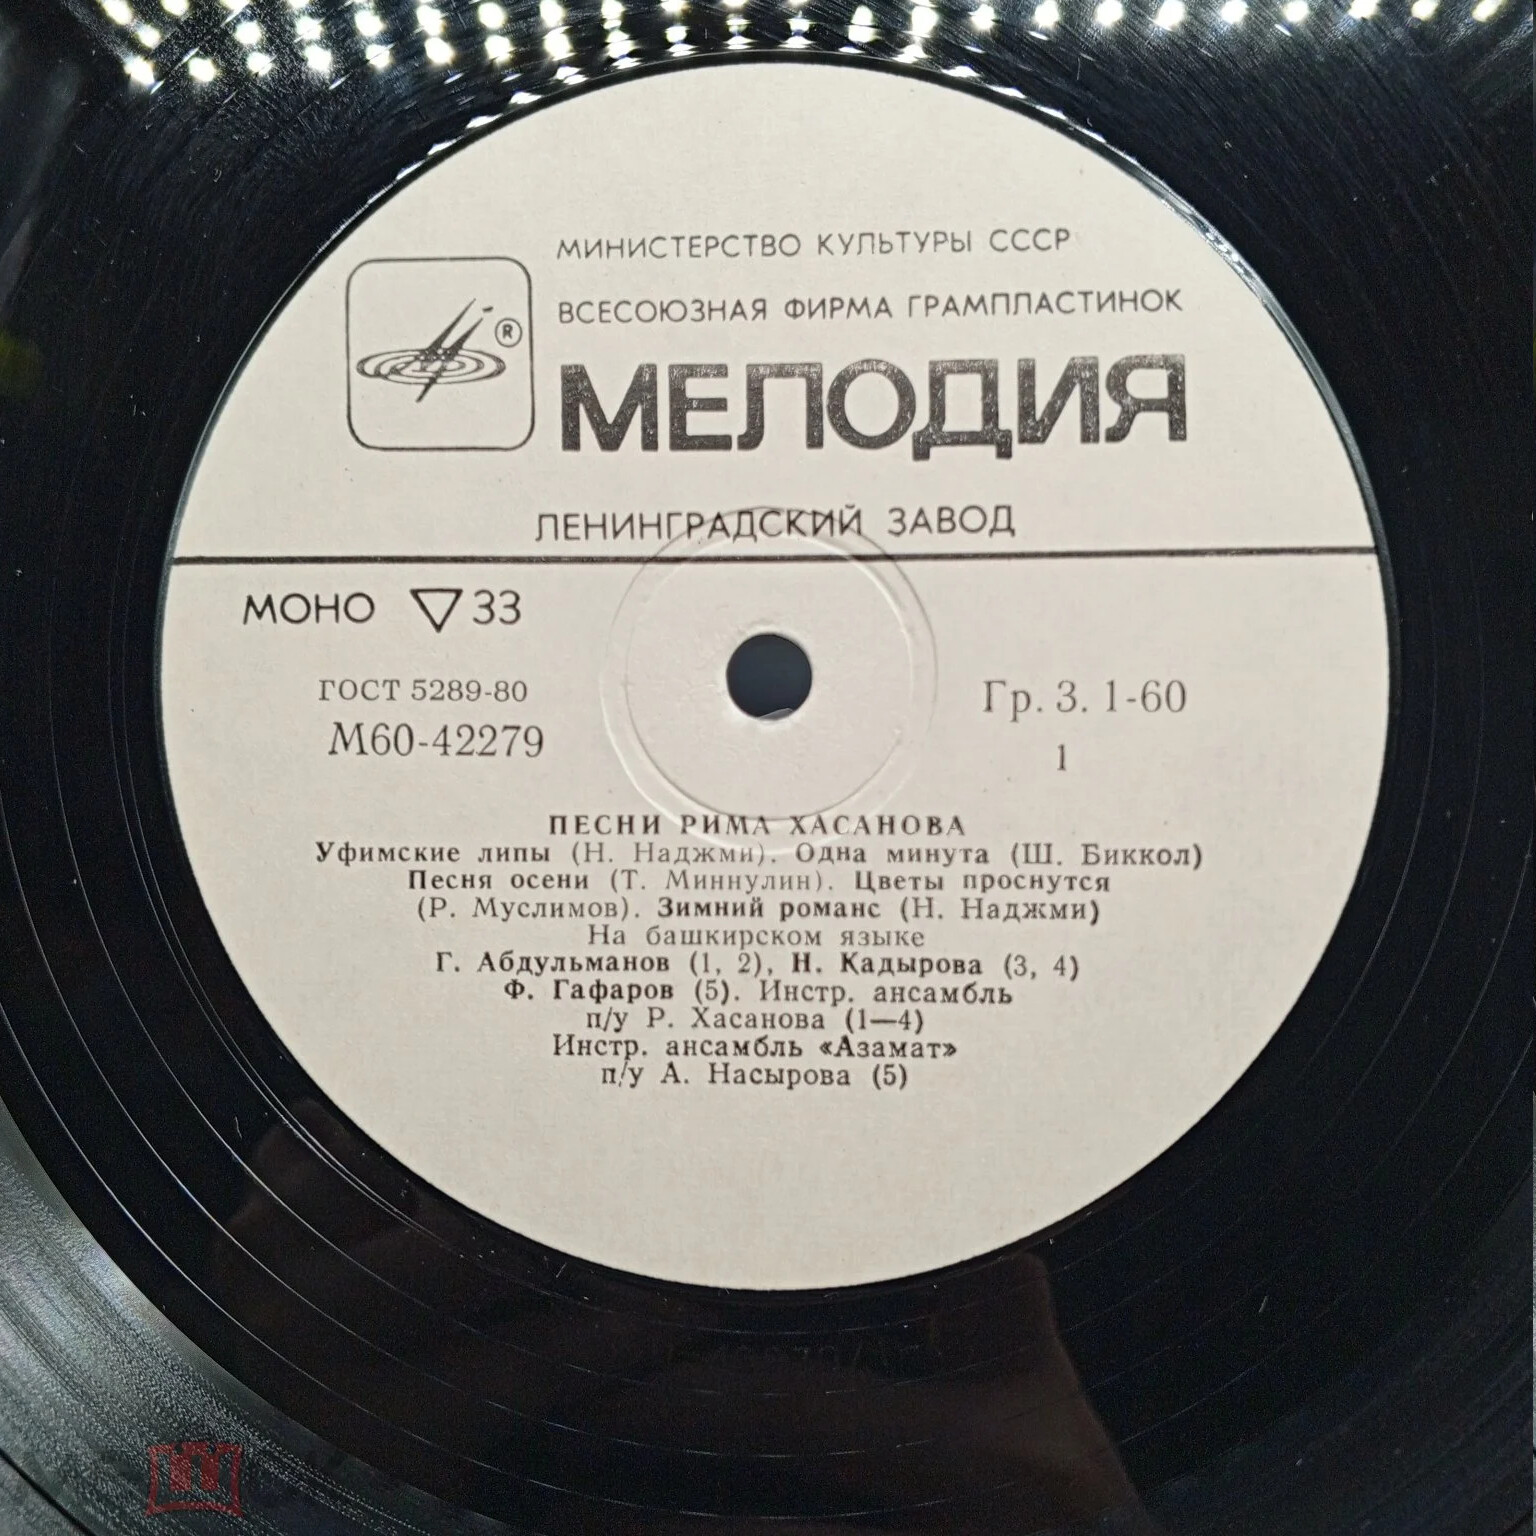 МИНИСТЕРСТВО КУЛЬТУРЫ СССР
ВСЕСОЮЗНАЯ ФИРМА ГРАМПЛАСТИНОК
®
МЕЛОДИЯ
ЛЕНИНГРАДСКИЙ ЗАВОД
МОНО ▽ 33
ГОСТ 5289-80
М60-42279
Гр. 3. 1-60
1
ПЕСНИ РИМА ХАСАНОВА
Уфимские липы (Н. Наджми). Одна минута (Ш. Биккол)
Песня осени (Т. Миннулин). Цветы проснутся
(Р. Муслимов). Зимний романс (Н. Наджми)
На башкирском языке
Г. Абдульманов (1, 2), Н. Кадырова (3, 4)
Ф. Гафаров (5). Инстр. ансамбль
п/у Р. Хасанова (1—4)
Инстр. ансамбль «Азамат»
п/у А. Насырова (5)